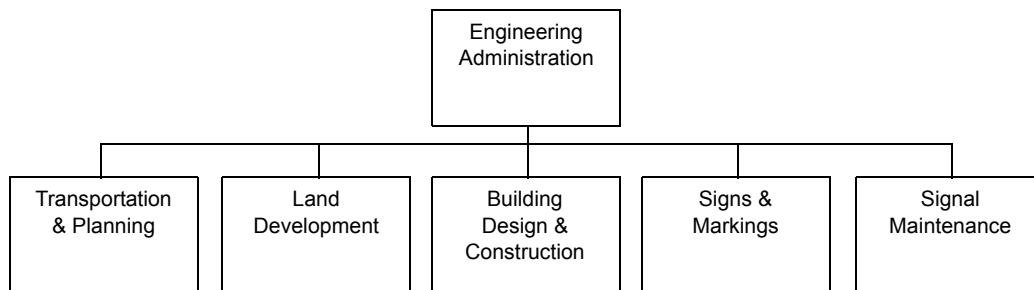 Engineering
Administration
Transportation
& Planning
Land
Development
Building
Design &
Construction
Signs &
Markings
Signal
Maintenance